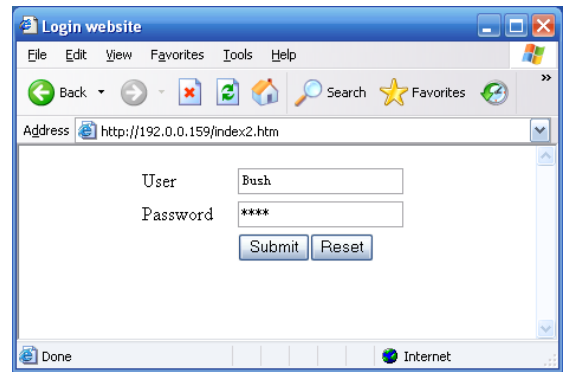 Login website
File Edit View Favorites Tools Help
Back Search Favorites »
Address http://192.0.0.159/index2.htm
User Bush
Password ****
Submit Reset
Done Internet